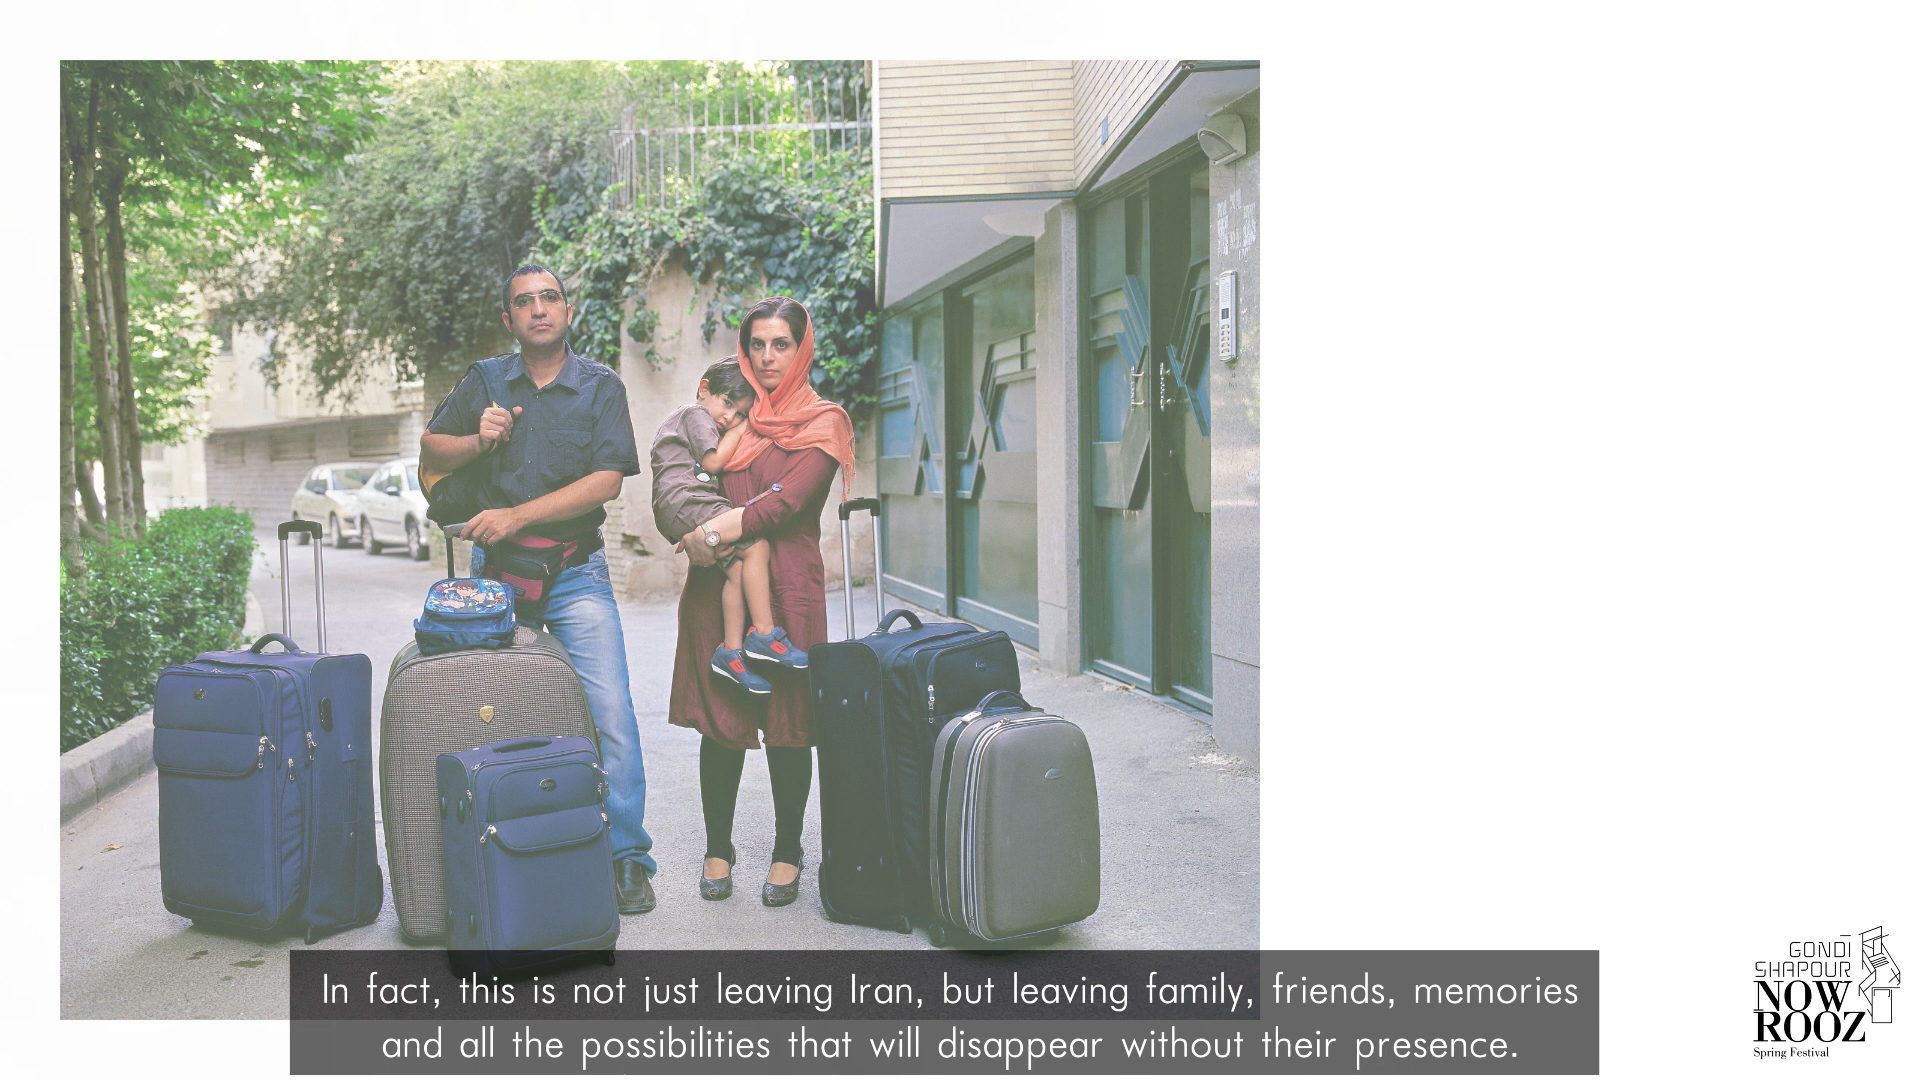 In fact, this is not just leaving Iran, but leaving family, friends, memories
and all the possibilities that will disappear without their presence.
GONDI
SHAPOUR
NOW
ROOZ
Spring Festival